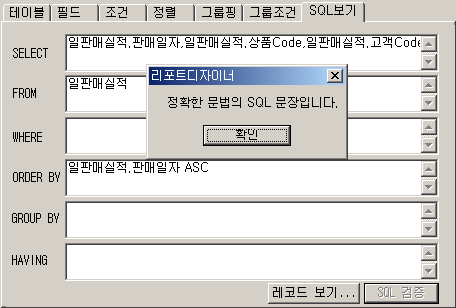 테이블 필드 조건 정렬 그룹핑 그룹조건 SQL보기
SELECT
일판매실적,판매일자,일판매실적,상품Code,일판매실적,고객Code
FROM
일판매실적
리포트디자이너
정확한 문법의 SQL 문장입니다.
확인
WHERE
ORDER BY
일판매실적,판매일자 ASC
GROUP BY
HAVING
레코드 보기... SQL 검증